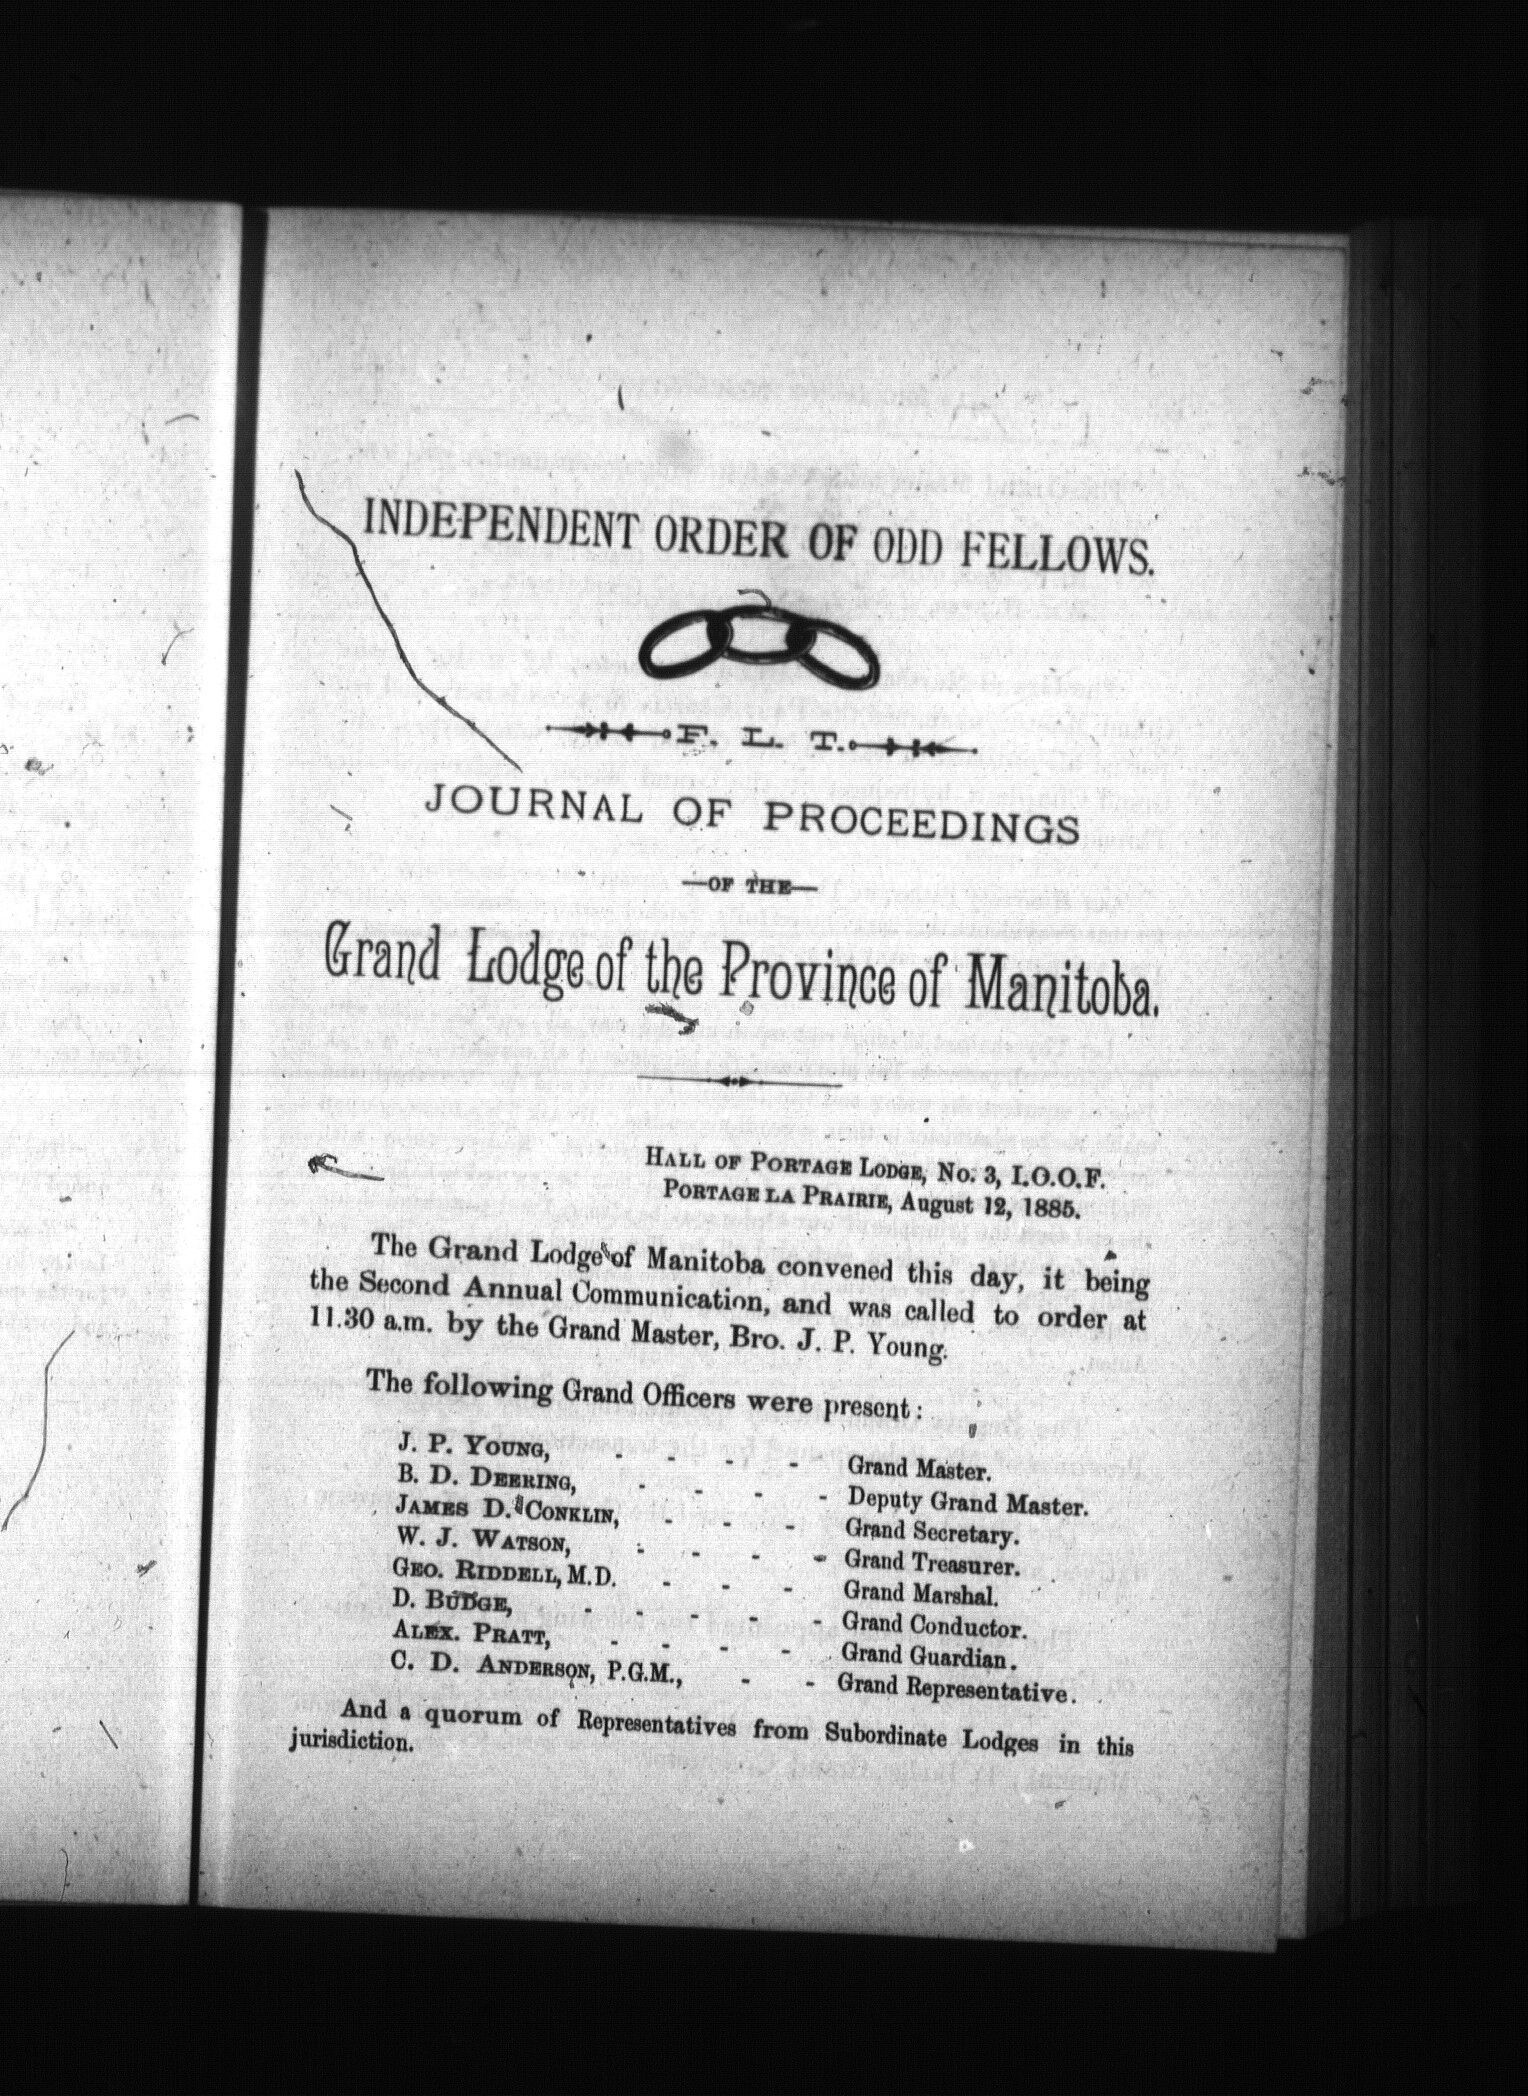 INDEPENDENT ORDER OF ODD FELLOWS.
F. L. T.
JOURNAL OF PROCEEDINGS
—OF THE—
Grand Lodge of the Province of Manitoba.
HALL OF PORTAGE LODGE, No. 3, I.O.O.F.
PORTAGE LA PRAIRIE, August 12, 1885.
The Grand Lodge of Manitoba convened this day, it being
the Second Annual Communication, and was called to order at
11.30 a.m. by the Grand Master, Bro. J. P. Young.
The following Grand Officers were present:
J. P. YOUNG, - - - - Grand Master.
B. D. DEERING, - - - - Deputy Grand Master.
JAMES D. CONKLIN, - - - Grand Secretary.
W. J. WATSON, - - - - Grand Treasurer.
GEO. RIDDELL, M.D. - - - Grand Marshal.
D. BUDGE, - - - - - Grand Conductor.
ALEX. PRATT, - - - - Grand Guardian.
C. D. ANDERSON, P.G.M., - - Grand Representative.
And a quorum of Representatives from Subordinate Lodges in this
jurisdiction.